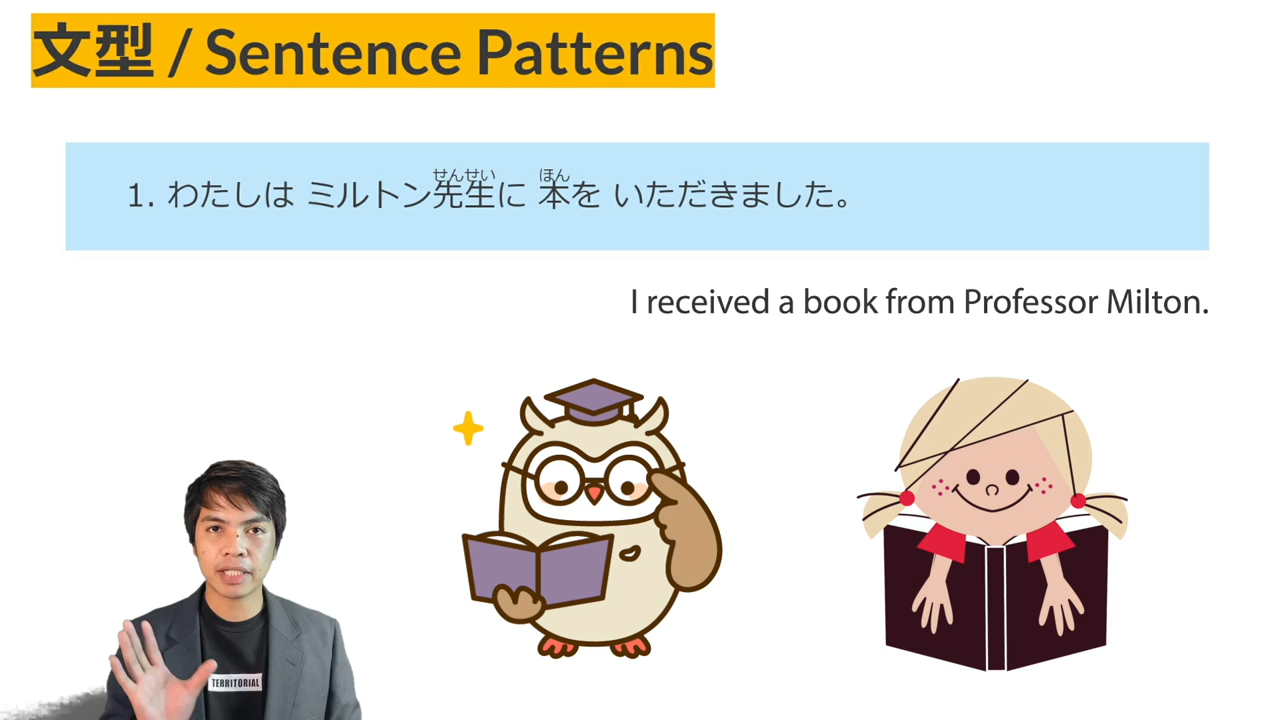 文型 / Sentence Patterns
せんせい ほん
1. わたしは ミルトン先生に 本を いただきました。
I received a book from Professor Milton.
TERRITORIAL